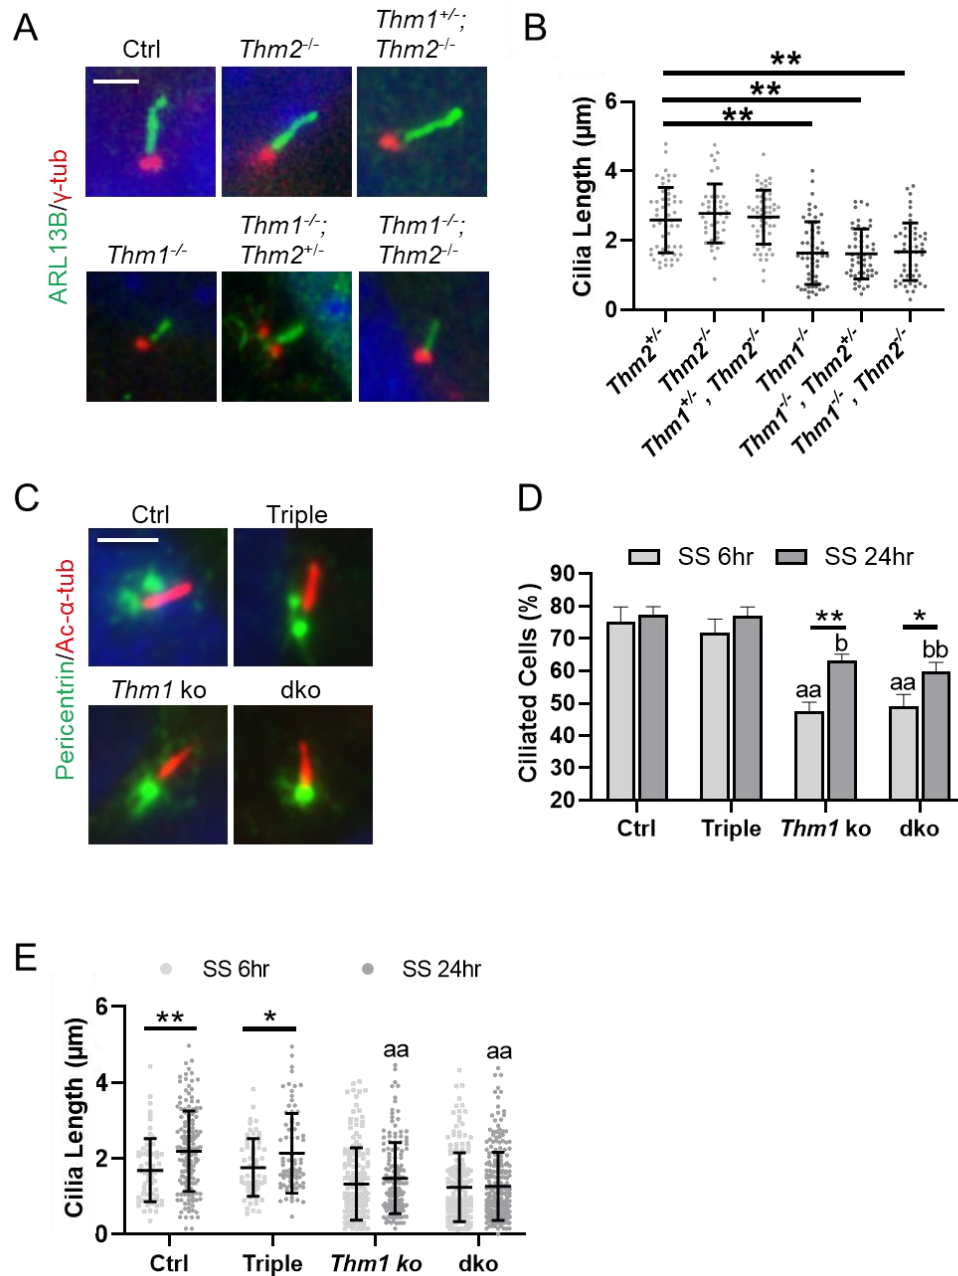 A
Ctrl
Thm2-/-
Thm1+/-;
Thm2-/-
ARL13B/γ-tub
Thm1-/-
Thm1-/-;
Thm2+/-
Thm1-/-;
Thm2-/-
B
**
**
**
Cilia Length (µm)
6
4
2
0
Thm2+/-
Thm2-/-
Thm1+/-, Thm2-/-
Thm1-/-
Thm1-/-, Thm2+/-
Thm1-/-, Thm2-/-
C
Ctrl
Triple
Pericentrin/Ac-α-tub
Thm1 ko
dko
D
SS 6hr
SS 24hr
Ciliated Cells (%)
90
80
70
60
50
40
30
20
**
*
aa
b
aa
bb
Ctrl
Triple
Thm1 ko
dko
E
SS 6hr
SS 24hr
Cilia Length (µm)
6
4
2
0
**
*
aa
aa
Ctrl
Triple
Thm1 ko
dko